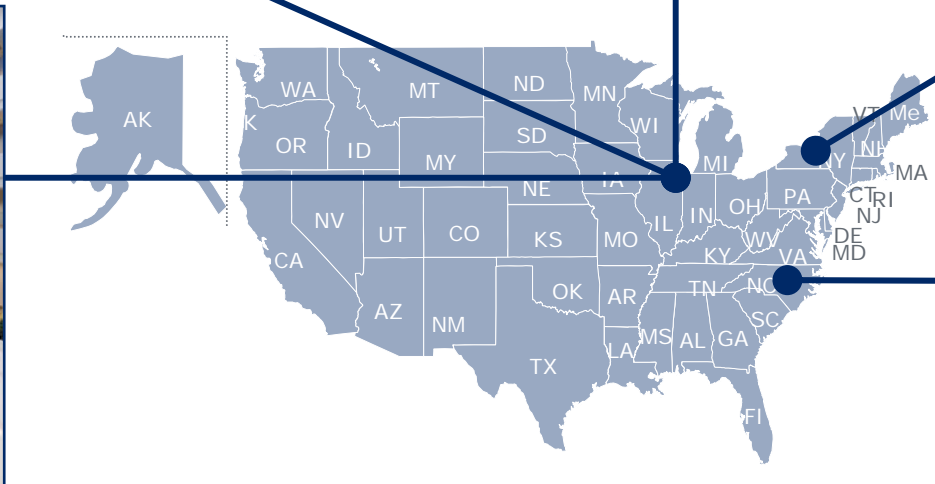 AK
WA
MT
ND
MN
VT
Me
K
OR
ID
MY
SD
WI
MI
NY
NH
MA
NE
IA
PA
CT
RI
NJ
NV
UT
CO
KS
MO
IL
IN
OH
WV
KY
VA
DE
MD
CA
AZ
NM
OK
AR
TN
NC
SC
MS
AL
GA
LA
TX
Fl